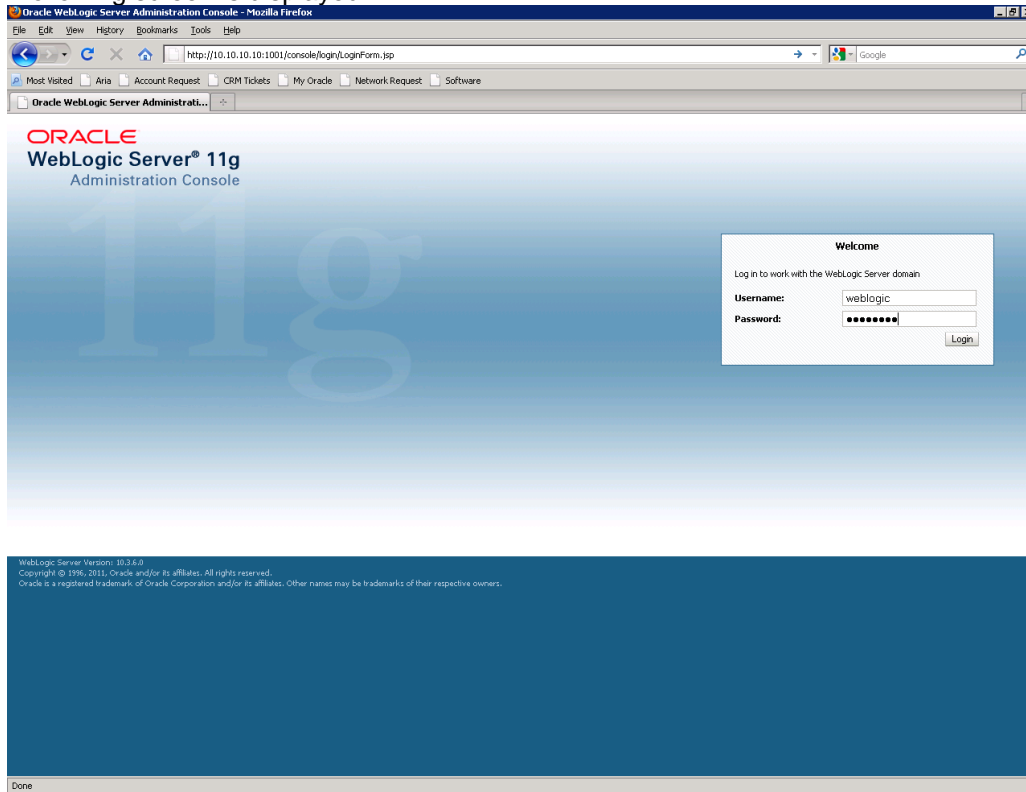 Oracle WebLogic Server Administration Console - Mozilla Firefox
File Edit View History Bookmarks Tools Help
http://10.10.10.10:1001/console/login/LoginForm.jsp Google
Most Visited Aria Account Request CRM Tickets My Oracle Network Request Software
Oracle WebLogic Server Administrati...
ORACLE
WebLogic Server® 11g
Administration Console
11g
Welcome
Log in to work with the WebLogic Server domain
Username: weblogic
Password: ●●●●●●●●
Login
WebLogic Server Version: 10.3.6.0
Copyright © 1996, 2011, Oracle and/or its affiliates. All rights reserved.
Oracle is a registered trademark of Oracle Corporation and/or its affiliates. Other names may be trademarks of their respective owners.
Done